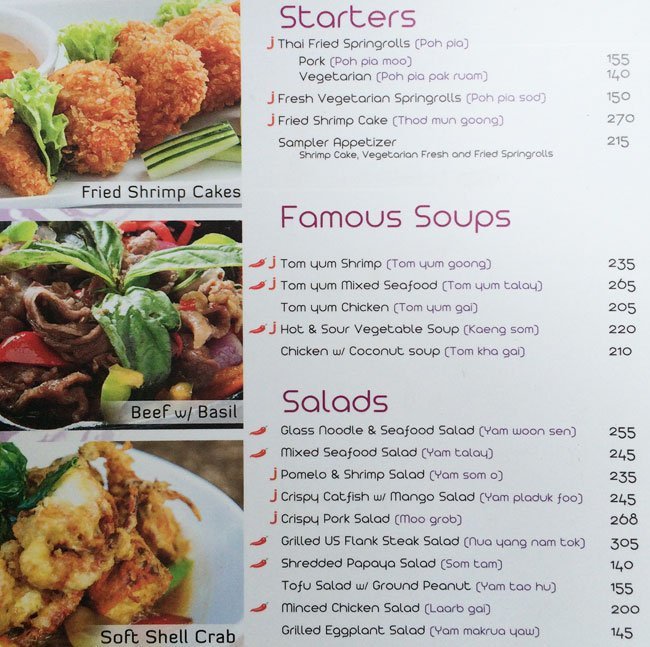 Starters
j Thai Fried Springrolls (Poh pia)
Pork (Poh pia moo) 155
Vegetarian (Poh pia pak ruam) 140
j Fresh Vegetarian Springrolls (Poh pia sod) 150
j Fried Shrimp Cake (Thod mun goong) 270
Sampler Appetizer 215
Shrimp Cake, Vegetarian Fresh and Fried Springrolls
Fried Shrimp Cakes
Famous Soups
j Tom yum Shrimp (Tom yum goong) 235
j Tom yum Mixed Seafood (Tom yum talay) 265
Tom yum Chicken (Tom yum gai) 205
j Hot & Sour Vegetable Soup (Kaeng som) 220
Chicken w/ Coconut soup (Tom kha gai) 210
Beef w/ Basil
Salads
Glass Noodle & Seafood Salad (Yam woon sen) 255
Mixed Seafood Salad (Yam talay) 245
j Pomelo & Shrimp Salad (Yam som o) 235
j Crispy Catfish w/ Mango Salad (Yam pladuk foo) 245
j Crispy Pork Salad (Moo grob) 268
Grilled US Flank Steak Salad (Nua yang nam tok) 305
Shredded Papaya Salad (Som tam) 140
Tofu Salad w/ Ground Peanut (Yam tao hu) 155
Minced Chicken Salad (Laarb gai) 200
Grilled Eggplant Salad (Yam makrua yaw) 145
Soft Shell Crab